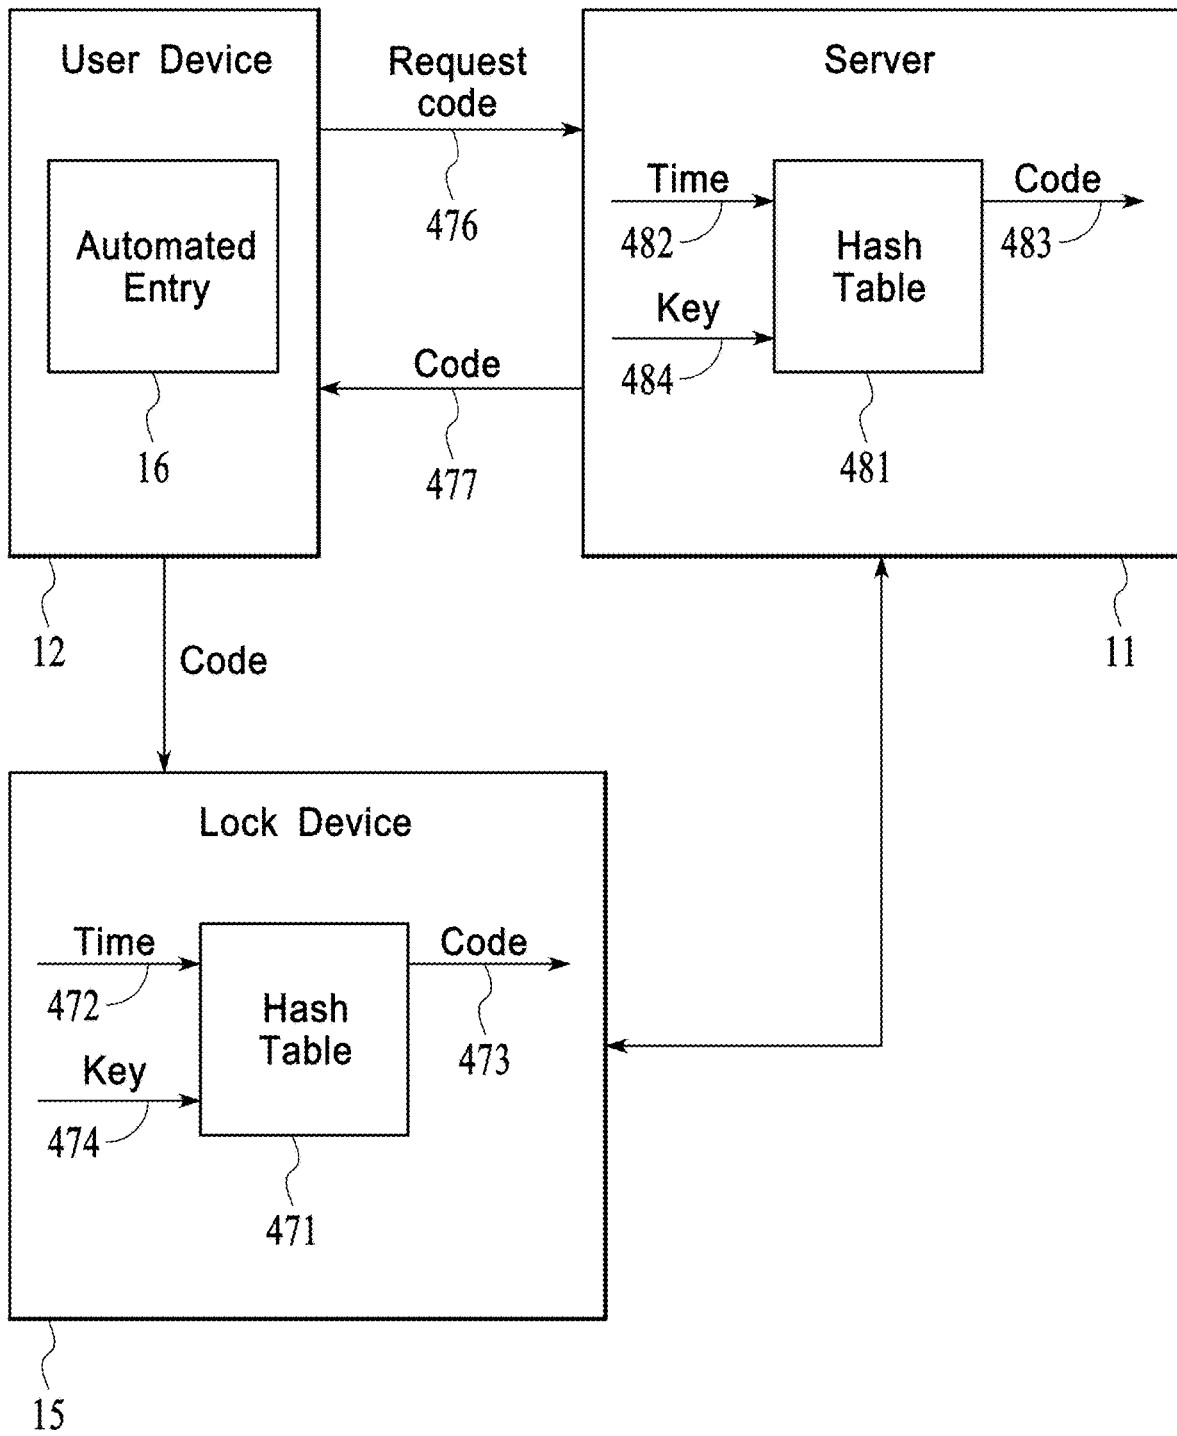 User Device
Request
code
Server
476
Automated
Entry
16
Time
482
Key
484
Hash
Table
481
Code
483
Code
477
12
Code
11
Lock Device
Time
472
Key
474
Hash
Table
471
Code
473
15